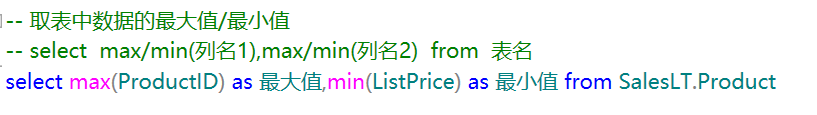 -- 取表中数据的最大值/最小值
-- select  max/min(列名1),max/min(列名2)  from  表名
select max(ProductID) as 最大值,min(ListPrice) as 最小值 from SalesLT.Product